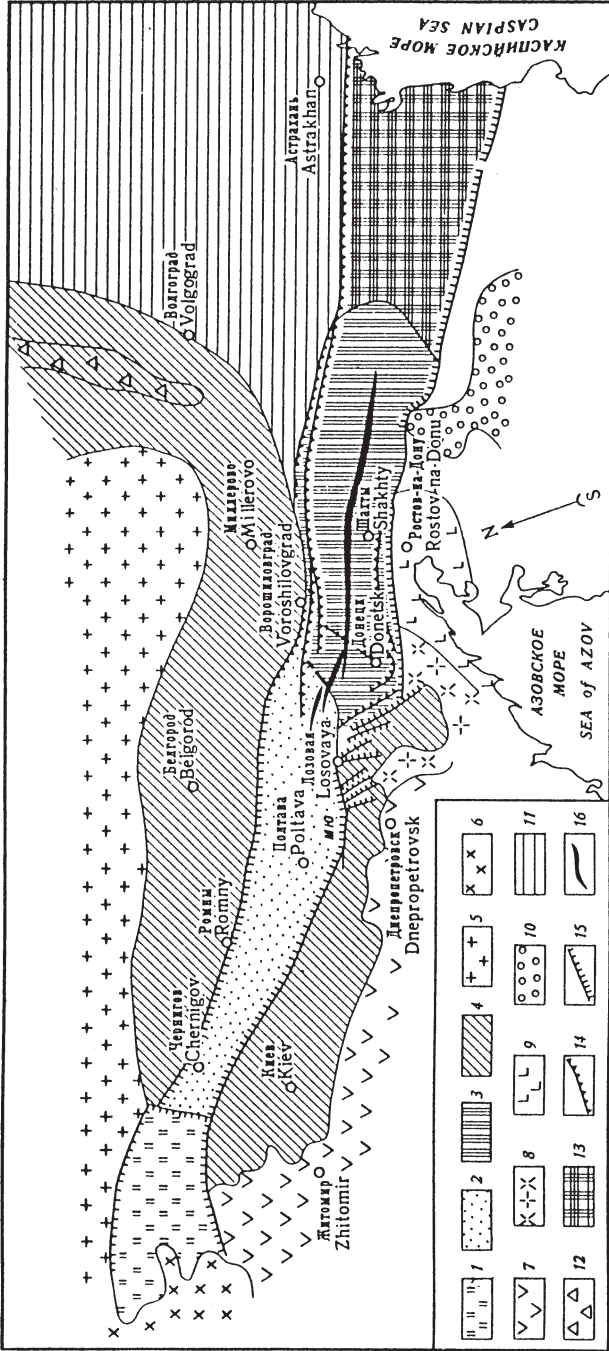 КАСПИЙСКОЕ МОРЕ
CASPIAN SEA
Астрахань
Astrakhan
Волгоград
Volgograd
Миллерово
Millerovo
Ворошиловград
Voroshilovgrad
Шахты
Shakhty
Ростов-на-Дону
Rostov-na-Donu
Донецк
Donetsk
N
S
АЗОВСКОЕ
МОРЕ
SEA of AZOV
Белгород
Belgorod
Лозовая
Losovaya
Полтава
Poltava
мю
Днепропетровск
Dnepropetrovsk
Ромны
Romny
Чернигов
Chernigov
Киев
Kiev
Житомир
Zhitomir
1 2 3 4 5 6
7 8 9 10 11
12 13 14 15 16